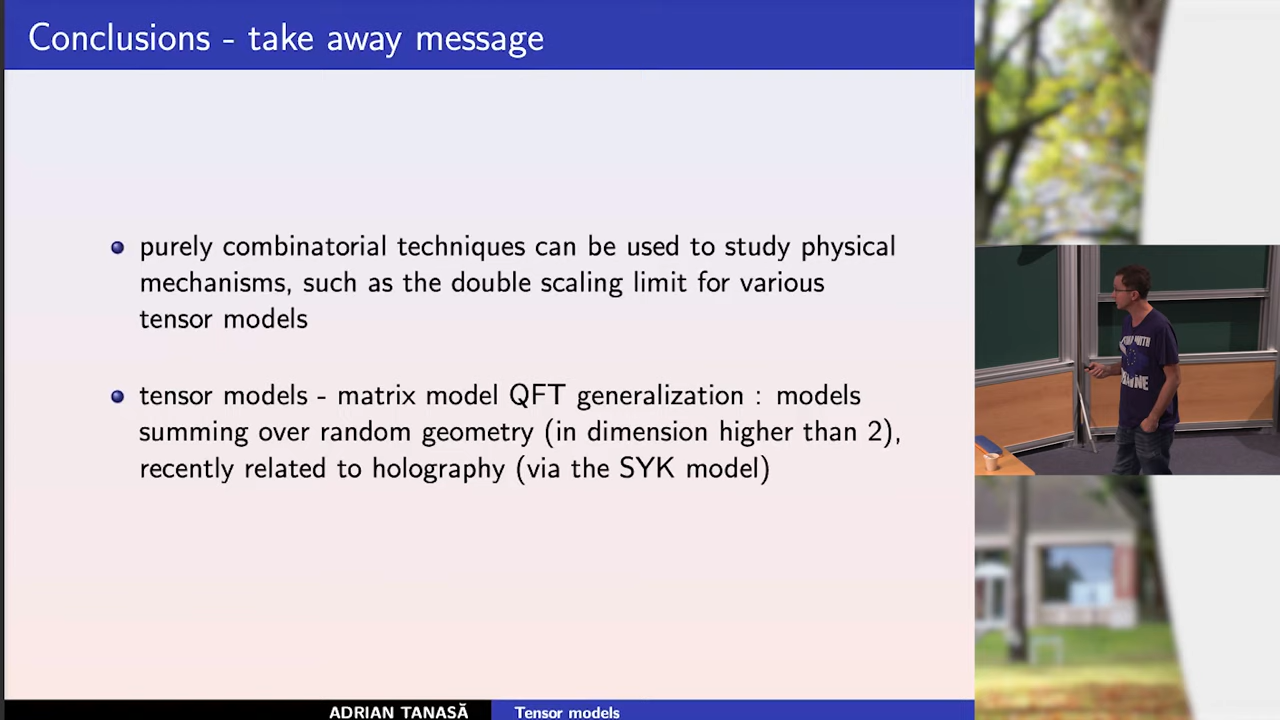 Conclusions - take away message
purely combinatorial techniques can be used to study physical
mechanisms, such as the double scaling limit for various
tensor models
tensor models - matrix model QFT generalization : models
summing over random geometry (in dimension higher than 2),
recently related to holography (via the SYK model)
ADRIAN TANASĂ
Tensor models